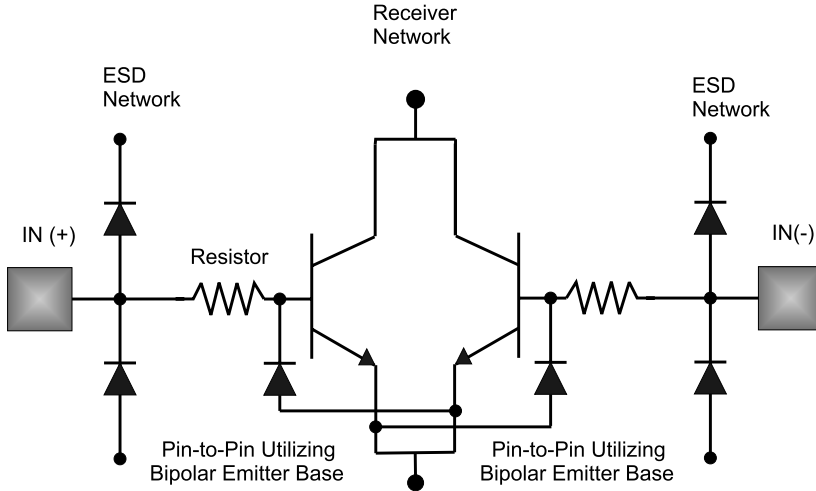 Receiver
Network
ESD
Network
ESD
Network
IN (+)
Resistor
IN(-)
Pin-to-Pin Utilizing
Bipolar Emitter Base
Pin-to-Pin Utilizing
Bipolar Emitter Base